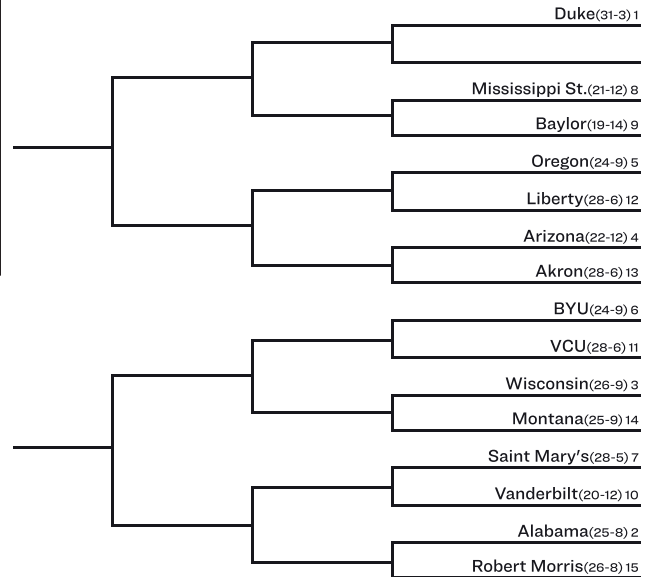 Duke(31-3) 1
Mississippi St.(21-12) 8
Baylor(19-14) 9
Oregon(24-9) 5
Liberty(28-6) 12
Arizona(22-12) 4
Akron(28-6) 13
BYU(24-9) 6
VCU(28-6) 11
Wisconsin(26-9) 3
Montana(25-9) 14
Saint Mary's(28-5) 7
Vanderbilt(20-12) 10
Alabama(25-8) 2
Robert Morris(26-8) 15